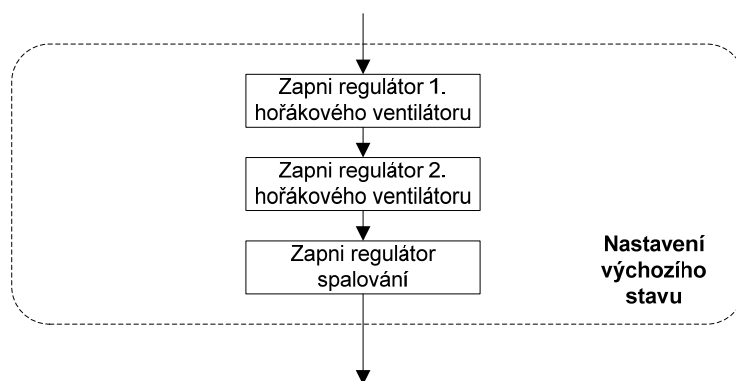 Zapni regulátor 1.
hořákového ventilátoru
Zapni regulátor 2.
hořákového ventilátoru
Zapni regulátor
spalování
Nastavení
výchozího
stavu